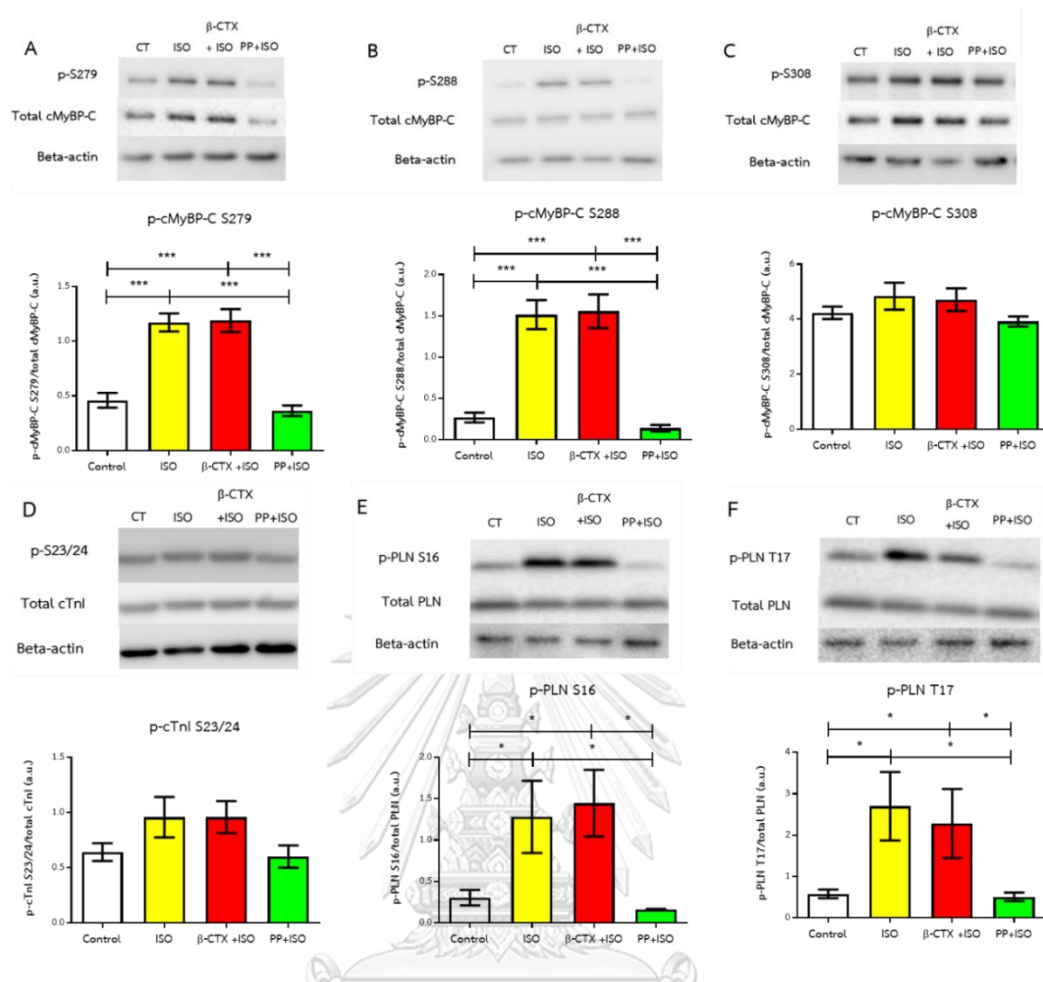 A
CT
ISO
β-CTX
+ ISO
PP+ISO
p-S279
Total cMyBP-C
Beta-actin
B
CT
ISO
β-CTX
+ ISO
PP+ISO
p-S288
Total cMyBP-C
Beta-actin
C
CT
ISO
β-CTX
+ ISO
PP+ISO
p-S308
Total cMyBP-C
Beta-actin
p-cMyBP-C S279
*** ***
*** ***
p-cMyBP-C S279/total cMyBP-C (a.u.)
1.5
1.0
0.5
0.0
Control ISO β-CTX +ISO PP+ISO
p-cMyBP-C S288
*** ***
*** ***
p-cMyBP-C S288/total cMyBP-C (a.u.)
2.0
1.5
1.0
0.5
0.0
Control ISO β-CTX +ISO PP+ISO
p-cMyBP-C S308
p-cMyBP-C S308/total cMyBP-C (a.u.)
6
4
2
0
Control ISO β-CTX +ISO PP+ISO
D
CT
ISO
β-CTX
+ISO
PP+ISO
p-S23/24
Total cTnI
Beta-actin
E
CT
ISO
β-CTX
+ISO
PP+ISO
p-PLN S16
Total PLN
Beta-actin
F
CT
ISO
β-CTX
+ISO
PP+ISO
p-PLN T17
Total PLN
Beta-actin
p-cTnI S23/24
p-cTnI S23/24/total cTnI (a.u.)
1.5
1.0
0.5
0.0
Control ISO β-CTX +ISO PP+ISO
p-PLN S16
* *
* *
p-PLN S16/total PLN (a.u.)
2.0
1.5
1.0
0.5
0.0
Control ISO β-CTX +ISO PP+ISO
p-PLN T17
* *
* *
p-PLN T17/total PLN (a.u.)
4
3
2
1
0
Control ISO β-CTX +ISO PP+ISO